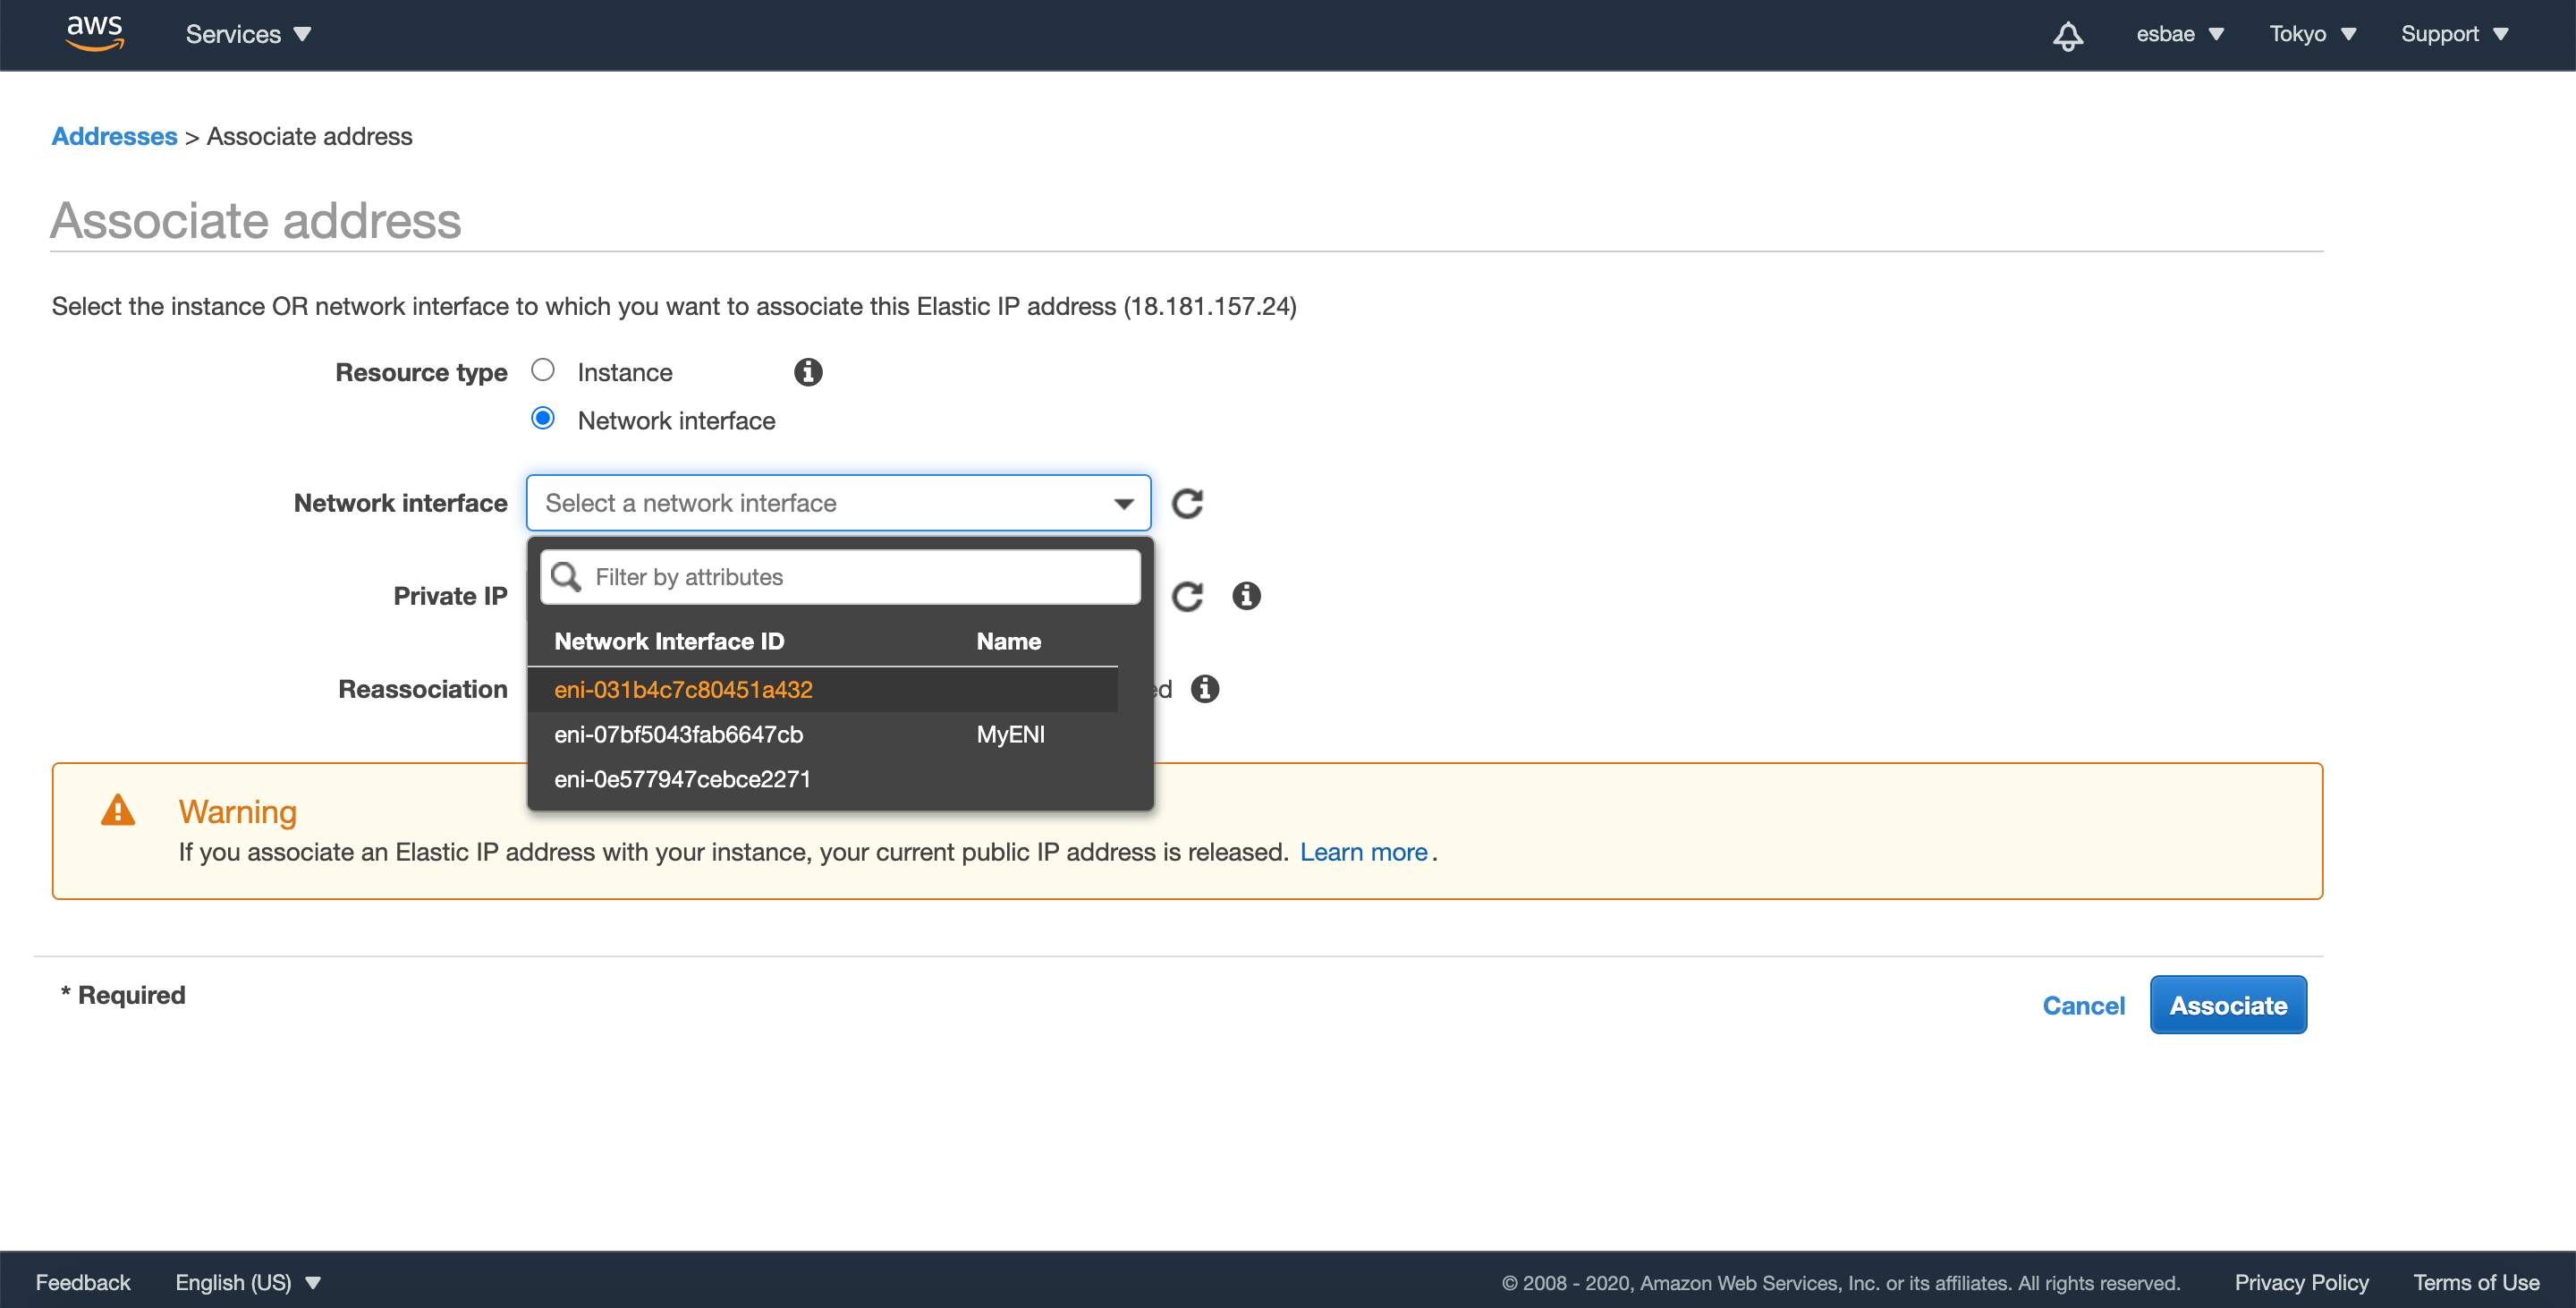 aws Services esbae Tokyo Support
Addresses > Associate address
Associate address
Select the instance OR network interface to which you want to associate this Elastic IP address (18.181.157.24)
Resource type Instance
Network interface
Network interface Select a network interface
Filter by attributes
Private IP
Network Interface ID Name
Reassociation eni-031b4c7c80451a432
eni-07bf5043fab6647cb MyENI
eni-0e577947cebce2271
Warning
If you associate an Elastic IP address with your instance, your current public IP address is released. Learn more.
* Required
Cancel Associate
Feedback English (US) © 2008 - 2020, Amazon Web Services, Inc. or its affiliates. All rights reserved. Privacy Policy Terms of Use